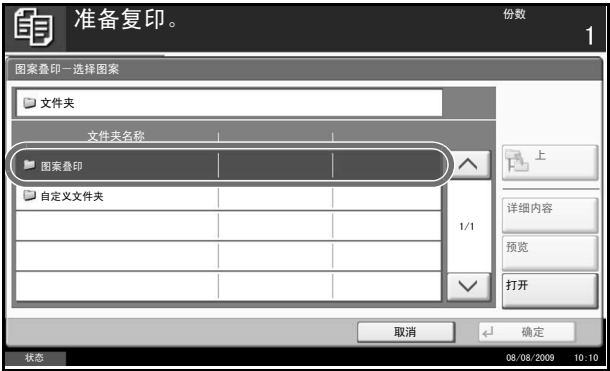 准备复印。
份数
1
图案叠印－选择图案
文件夹
文件夹名称
图案叠印
自定义文件夹
1/1
上
详细内容
预览
打开
取消
确定
状态
08/08/2009 10:10